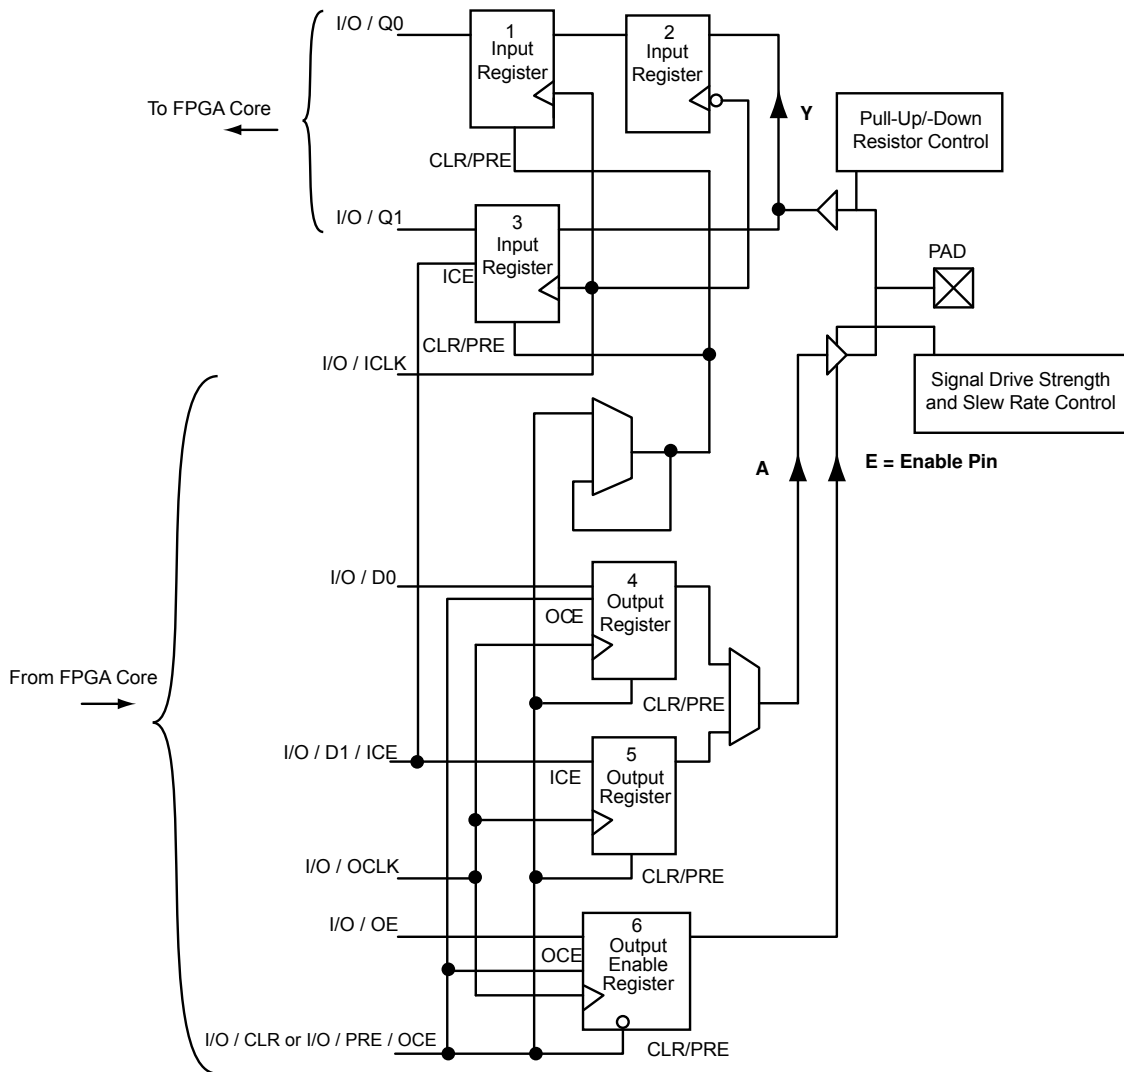 I/O / Q0
1
Input
Register
2
Input
Register
To FPGA Core
Y
Pull-Up/-Down
Resistor Control
CLR/PRE
I/O / Q1
3
Input
Register
ICE
PAD
CLR/PRE
I/O / ICLK
Signal Drive Strength
and Slew Rate Control
A
E = Enable Pin
I/O / D0
4
Output
Register
OCE
From FPGA Core
CLR/PRE
I/O / D1 / ICE
5
Output
Register
ICE
I/O / OCLK
CLR/PRE
I/O / OE
6
Output
Enable
Register
OCE
I/O / CLR or I/O / PRE / OCE
CLR/PRE